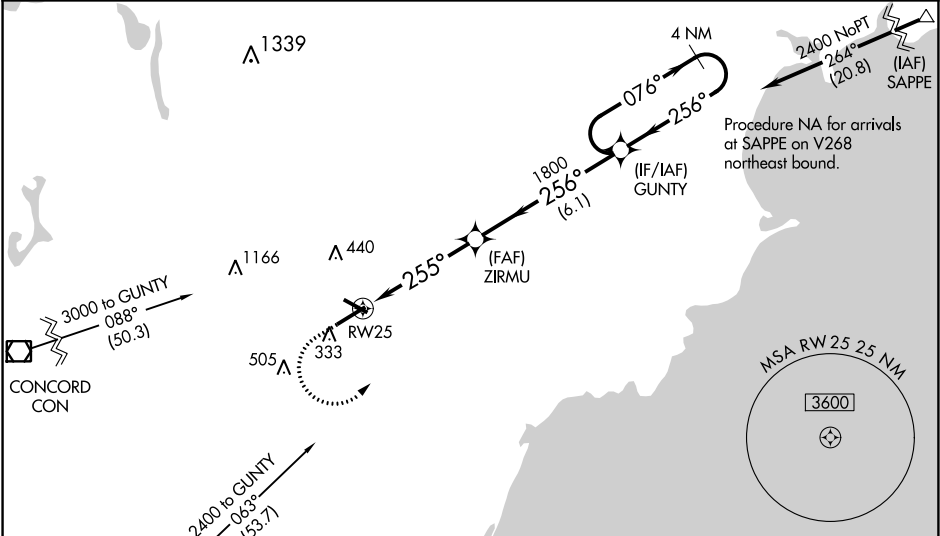 1339
4 NM
2400 NoPT
264°
(20.8)
(IAF)
SAPPE
076°
256°
Procedure NA for arrivals
at SAPPE on V268
northeast bound.
(IF/IAF)
GUNTY
1800
256°
(6.1)
(FAF)
ZIRMU
1166
440
255°
3000 to GUNTY
088°
(50.3)
RW25
333
505
CONCORD
CON
MSA RW 25 25 NM
3600
2400 to GUNTY
063°
(53.7)